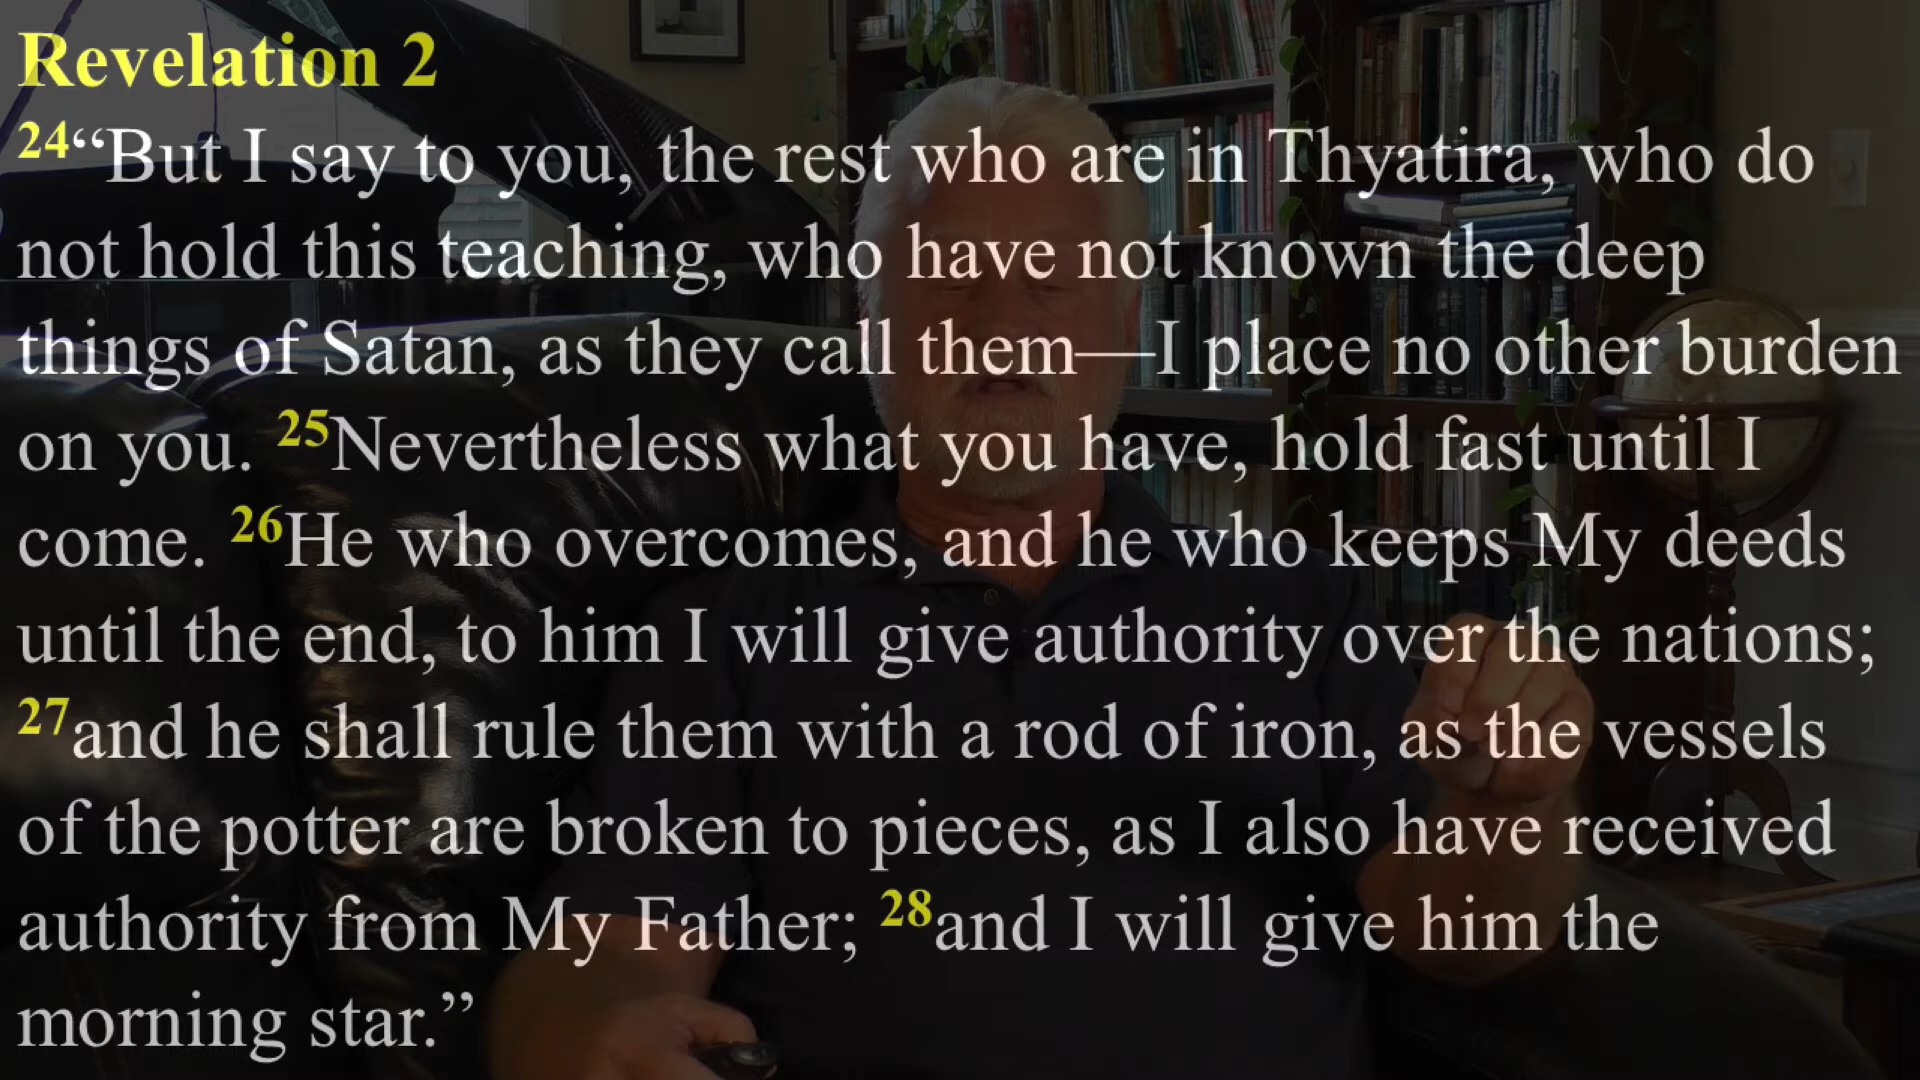 Revelation 2
24“But I say to you, the rest who are in Thyatira, who do
not hold this teaching, who have not known the deep
things of Satan, as they call them—I place no other burden
on you. 25Nevertheless what you have, hold fast until I
come. 26He who overcomes, and he who keeps My deeds
until the end, to him I will give authority over the nations;
27and he shall rule them with a rod of iron, as the vessels
of the potter are broken to pieces, as I also have received
authority from My Father; 28and I will give him the
morning star.”